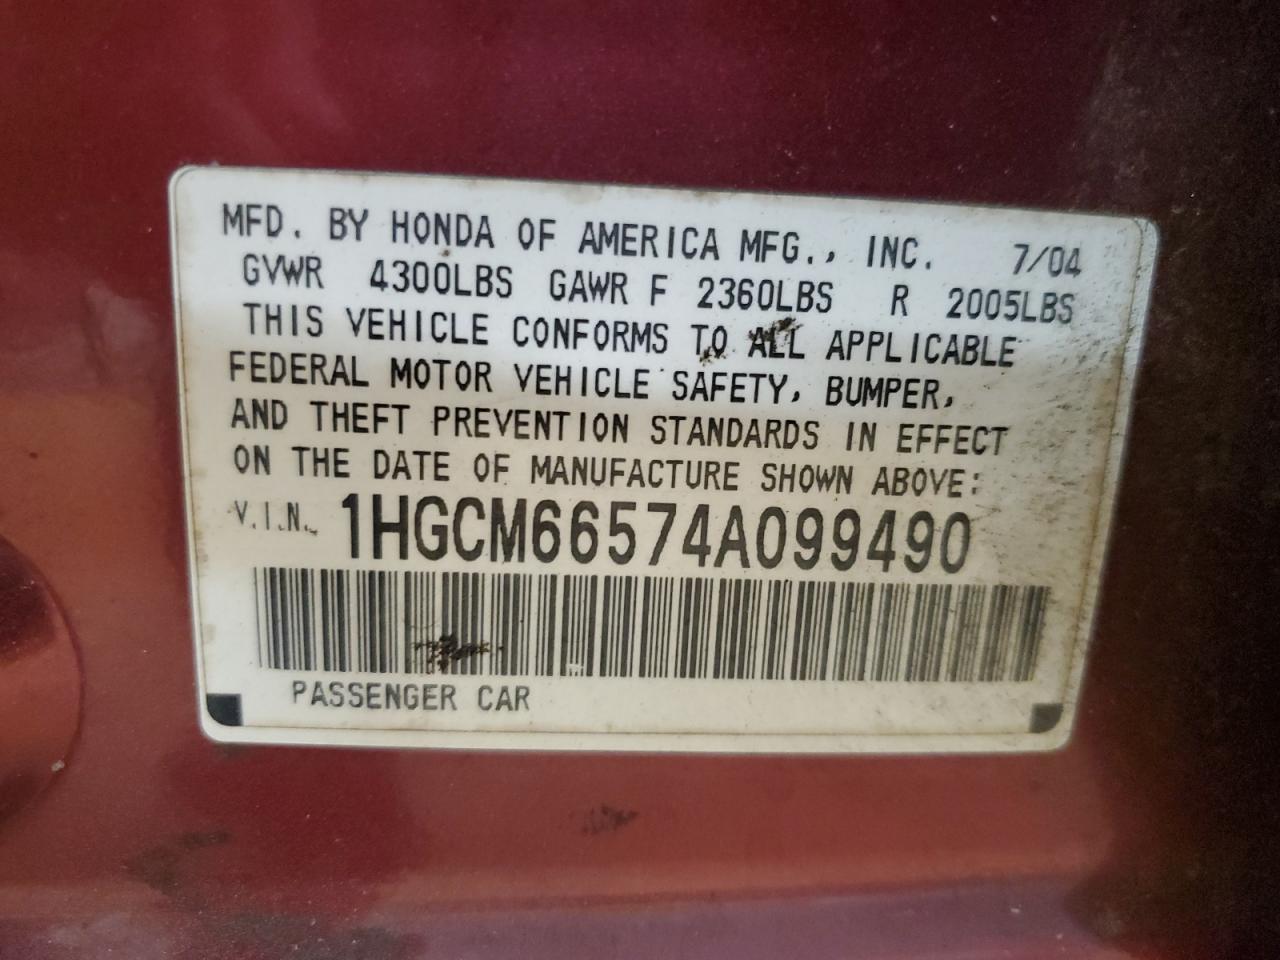 MFD. BY HONDA OF AMERICA MFG., INC. 7/04
GVWR 4300LBS GAWR F 2360LBS R 2005LBS
THIS VEHICLE CONFORMS TO ALL APPLICABLE
FEDERAL MOTOR VEHICLE SAFETY, BUMPER,
AND THEFT PREVENTION STANDARDS IN EFFECT
ON THE DATE OF MANUFACTURE SHOWN ABOVE:
V.I.N. 1HGCM66574A099490
PASSENGER CAR